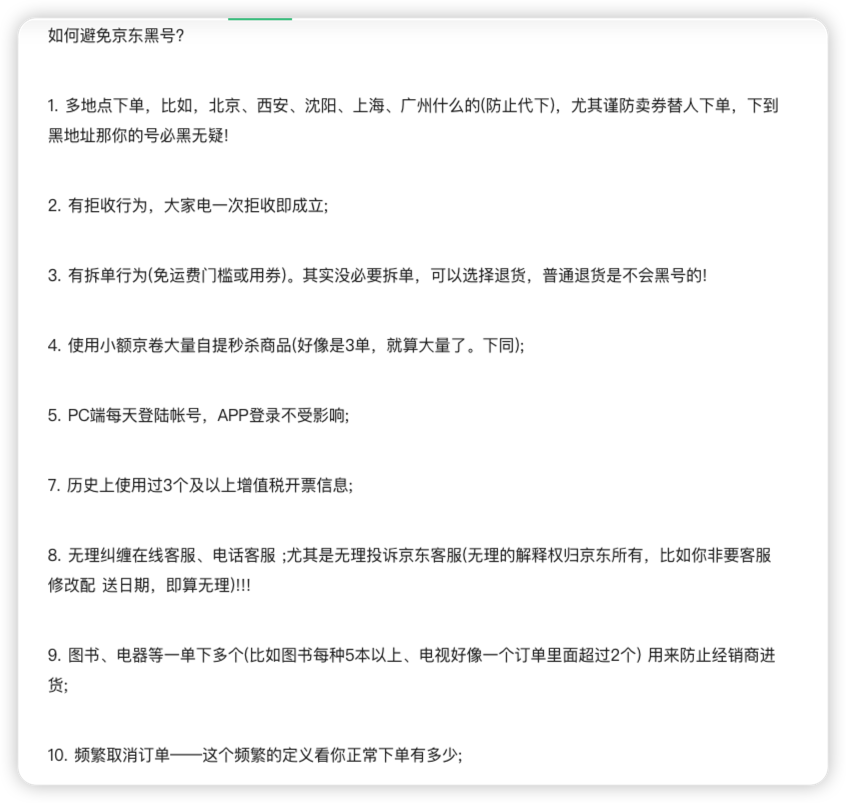 如何避免京东黑号?
1. 多地点下单，比如，北京、西安、沈阳、上海、广州什么的(防止代下)，尤其谨防卖券替人下单，下到
黑地址那你的号必黑无疑!
2. 有拒收行为，大家电一次拒收即成立;
3. 有拆单行为(免运费门槛或用券)。其实没必要拆单，可以选择退货，普通退货是不会黑号的!
4. 使用小额京卷大量自提秒杀商品(好像是3单，就算大量了。下同);
5. PC端每天登陆帐号，APP登录不受影响;
7. 历史上使用过3个及以上增值税开票信息;
8. 无理纠缠在线客服、电话客服 ;尤其是无理投诉京东客服(无理的解释权归京东所有，比如你非要客服
修改配 送日期，即算无理)!!!
9. 图书、电器等一单下多个(比如图书每种5本以上、电视好像一个订单里面超过2个) 用来防止经销商进
货;
10. 频繁取消订单——这个频繁的定义看你正常下单有多少;